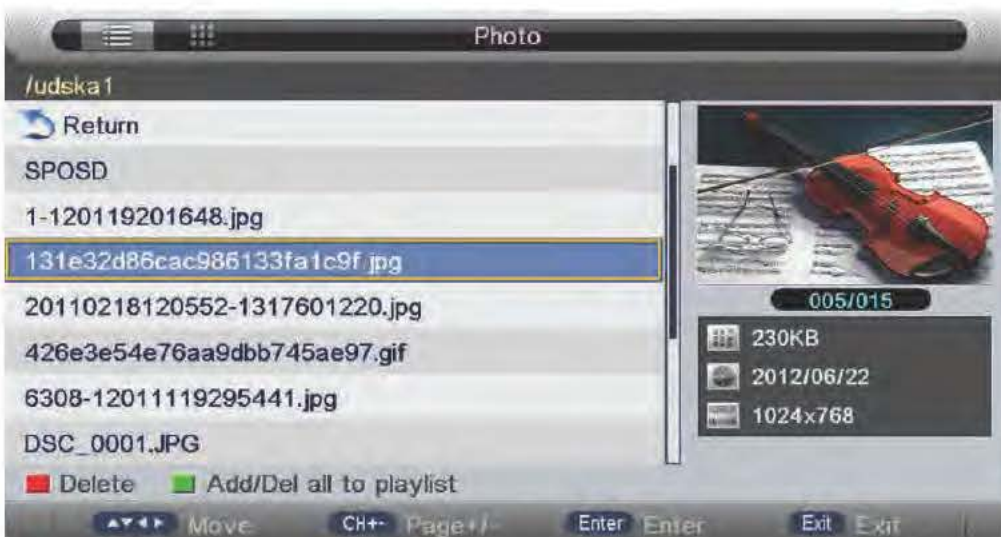 Photo
/udska1
Return
SPOSD
1-120119201648.jpg
131e32d86cac986133fa1c9f.jpg
20110218120552-1317601220.jpg
426e3e54e76aa9dbb745ae97.gif
6308-12011119295441.jpg
DSC_0001.JPG
005/015
230KB
2012/06/22
1024x768
Delete Add/Del all to playlist
Move CH+- Page+/- Enter Enter Exit Exit